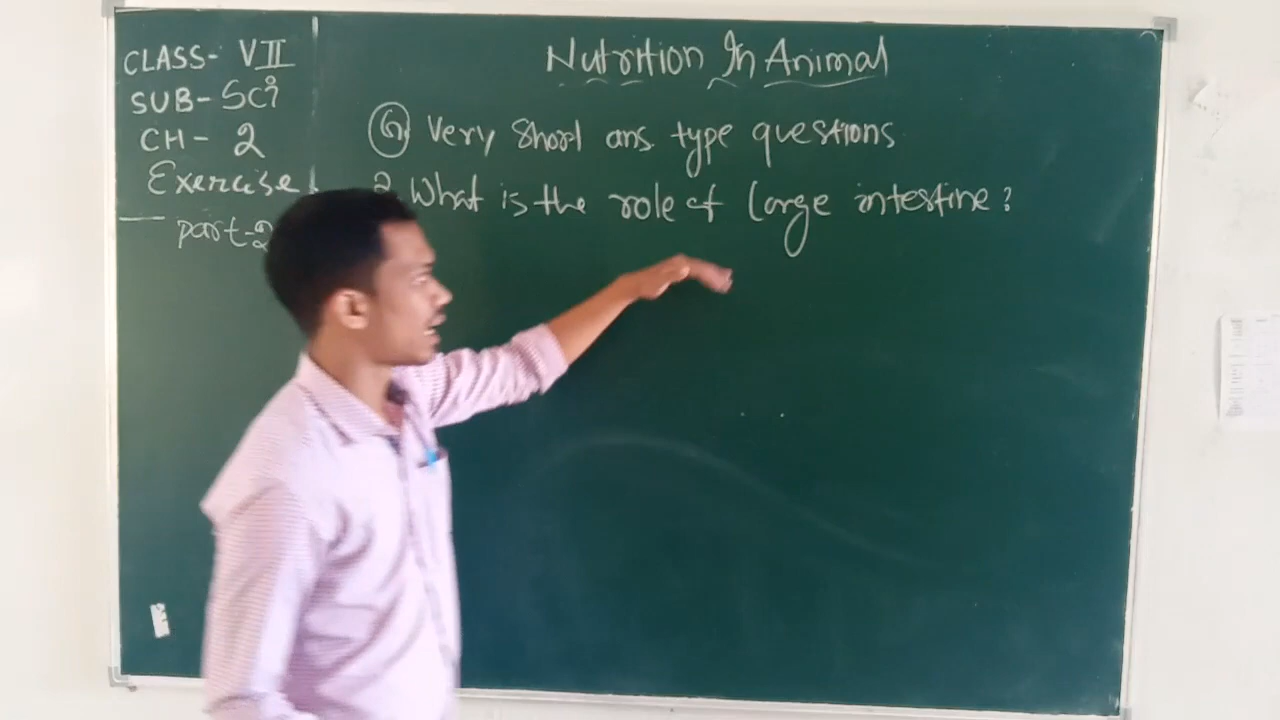 CLASS- VII
SUB- Sci
CH- 2
Exercise
part-2
Nutrition In Animal
Very Short ans. type questions
2. What is the role of Large intestine?